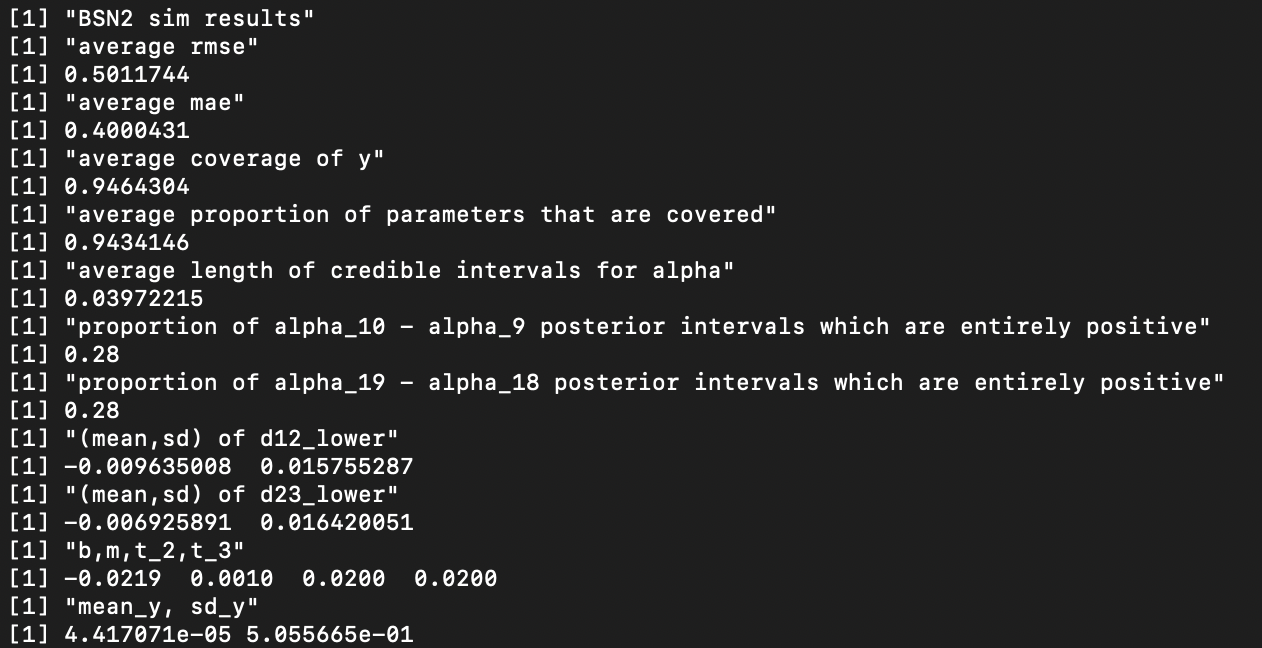 [1] "BSN2 sim results"
[1] "average rmse"
[1] 0.5011744
[1] "average mae"
[1] 0.4000431
[1] "average coverage of y"
[1] 0.9464304
[1] "average proportion of parameters that are covered"
[1] 0.9434146
[1] "average length of credible intervals for alpha"
[1] 0.03972215
[1] "proportion of alpha_10 - alpha_9 posterior intervals which are entirely positive"
[1] 0.28
[1] "proportion of alpha_19 - alpha_18 posterior intervals which are entirely positive"
[1] 0.28
[1] "(mean,sd) of d12_lower"
[1] -0.009635008  0.015755287
[1] "(mean,sd) of d23_lower"
[1] -0.006925891  0.016420051
[1] "b,m,t_2,t_3"
[1] -0.0219  0.0010  0.0200  0.0200
[1] "mean_y, sd_y"
[1] 4.417071e-05 5.055665e-01